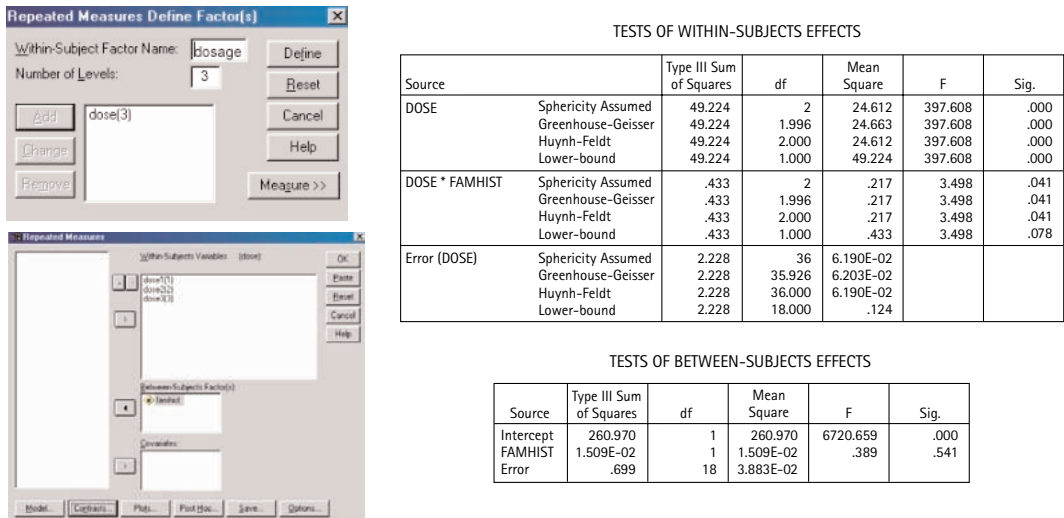 Repeated Measures Define Factor(s)
Within-Subject Factor Name: dosage
Number of Levels: 3
Define
Reset
Cancel
Help
Add
Change
Remove
dose(3)
Measure >>
Repeated Measures
Within-Subjects Variables (dose)
dose1(1)
dose2(2)
dose3(3)
OK
Paste
Reset
Cancel
Help
Between-Subjects Factor(s)
famhist
Covariates
Model...
Contrasts...
Plots...
Post Hoc...
Save...
Options...
TESTS OF WITHIN-SUBJECTS EFFECTS
Type III Sum Mean
Source of Squares df Square F Sig.
DOSE Sphericity Assumed 49.224 2 24.612 397.608 .000
Greenhouse-Geisser 49.224 1.996 24.663 397.608 .000
Huynh-Feldt 49.224 2.000 24.612 397.608 .000
Lower-bound 49.224 1.000 49.224 397.608 .000
DOSE * FAMHIST Sphericity Assumed .433 2 .217 3.498 .041
Greenhouse-Geisser .433 1.996 .217 3.498 .041
Huynh-Feldt .433 2.000 .217 3.498 .041
Lower-bound .433 1.000 .433 3.498 .078
Error (DOSE) Sphericity Assumed 2.228 36 6.190E-02
Greenhouse-Geisser 2.228 35.926 6.203E-02
Huynh-Feldt 2.228 36.000 6.190E-02
Lower-bound 2.228 18.000 .124
TESTS OF BETWEEN-SUBJECTS EFFECTS
Type III Sum Mean
Source of Squares df Square F Sig.
Intercept 260.970 1 260.970 6720.659 .000
FAMHIST 1.509E-02 1 1.509E-02 .389 .541
Error .699 18 3.883E-02